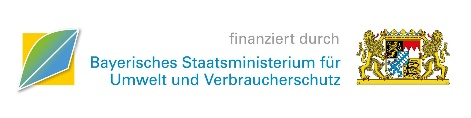 finanziert durch
Bayerisches Staatsministerium für
Umwelt und Verbraucherschutz